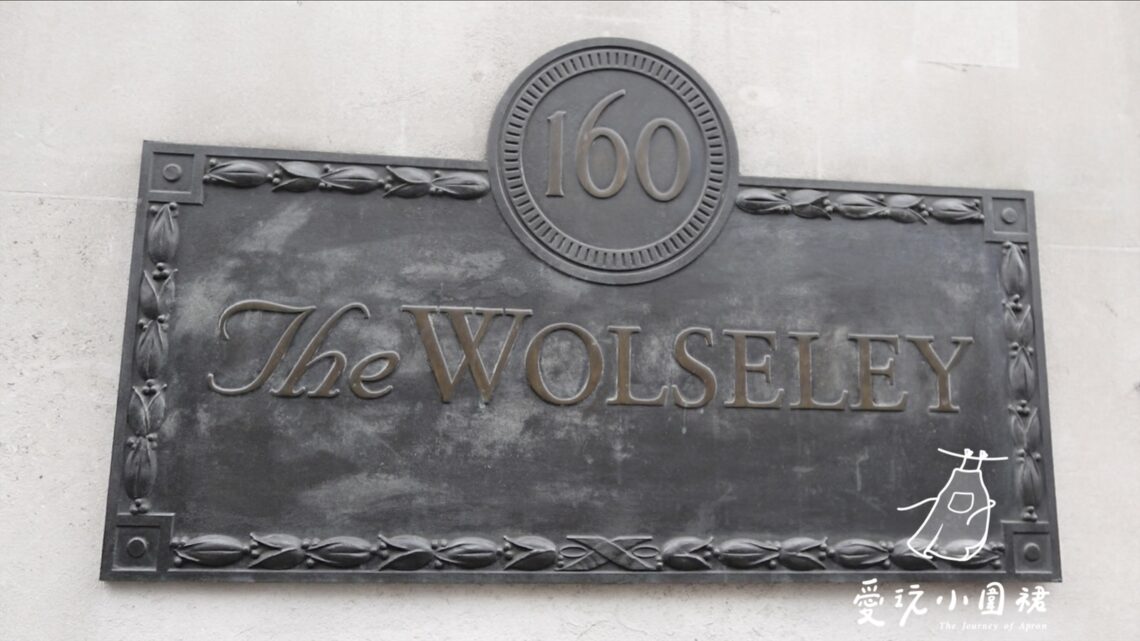 160
The WOLSELEY
愛玩小圍裙
The Journey of Apron